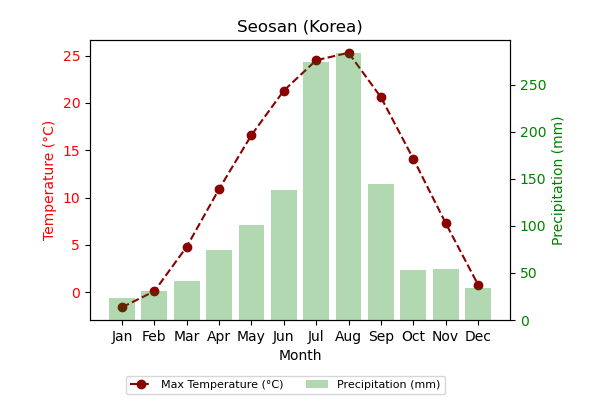 Seosan (Korea)
25
20
15
10
5
0
Temperature (°C)
250
200
150
100
50
0
Precipitation (mm)
Jan Feb Mar Apr May Jun Jul Aug Sep Oct Nov Dec
Month
Max Temperature (°C) Precipitation (mm)